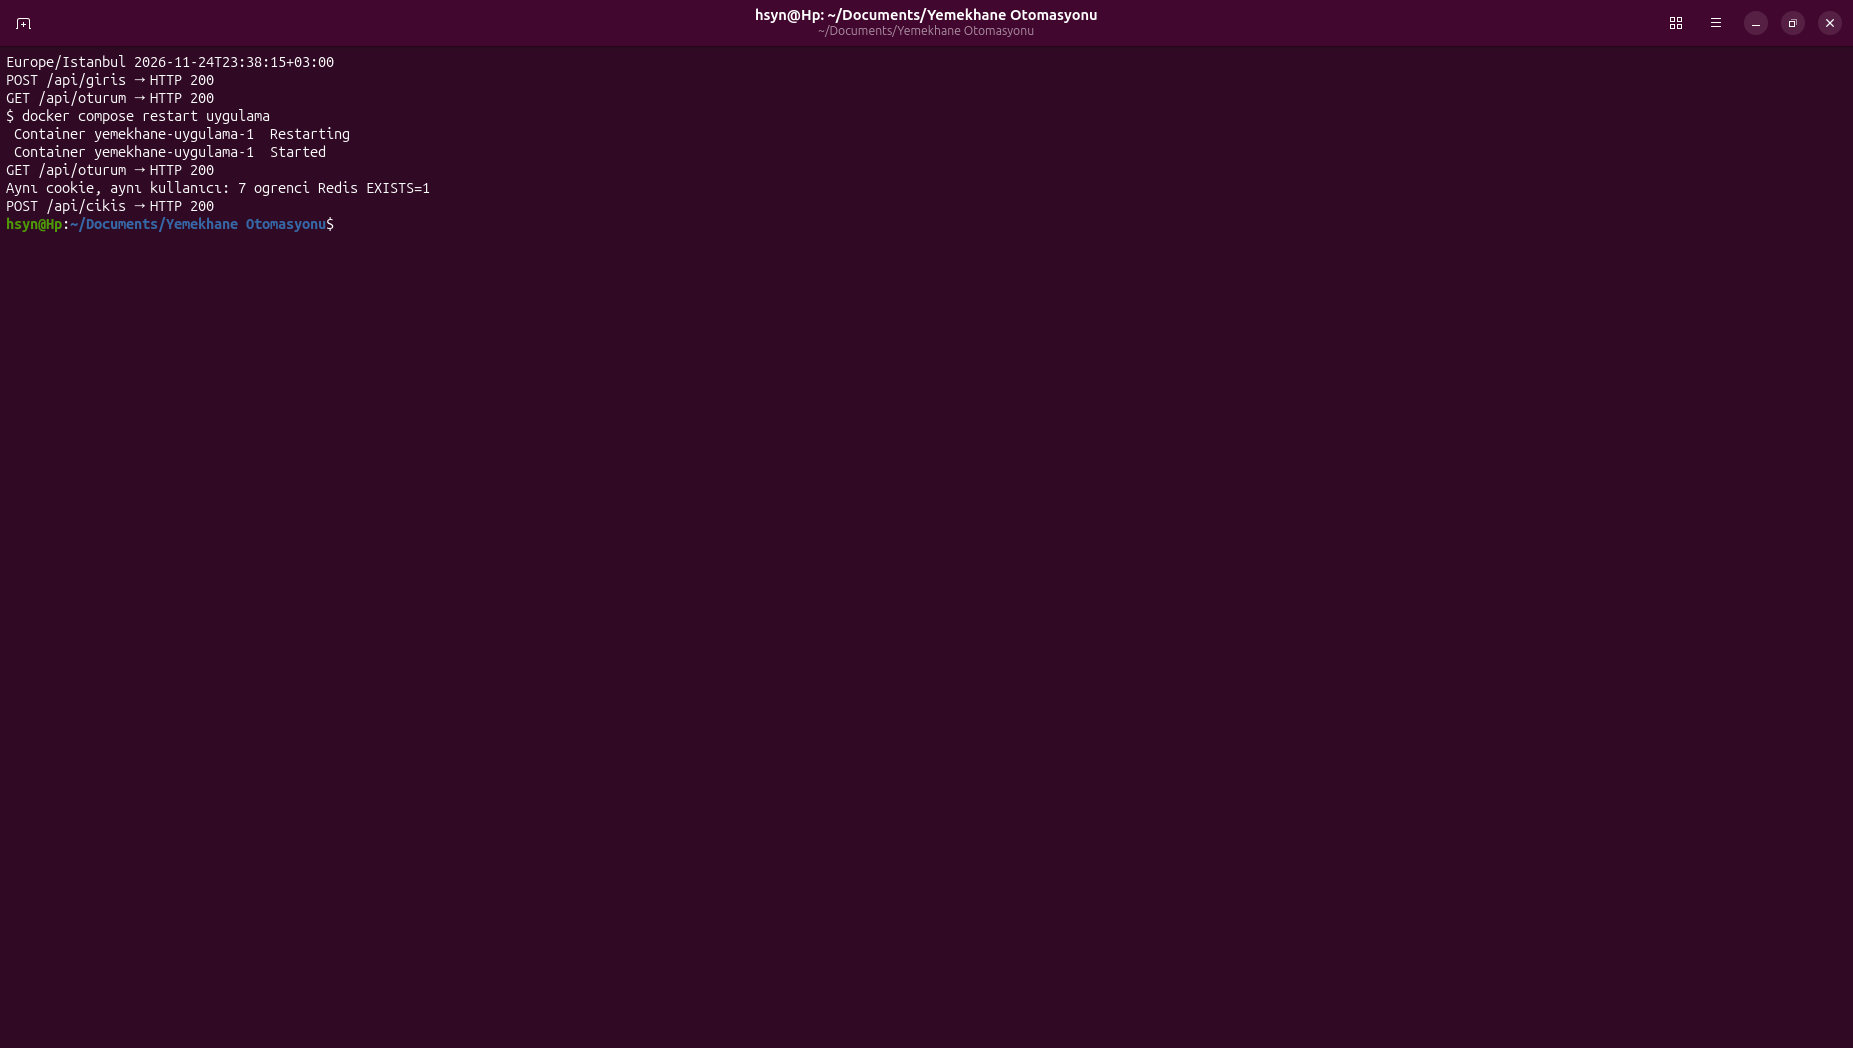 hsyn@Hp: ~/Documents/Yemekhane Otomasyonu
~/Documents/Yemekhane Otomasyonu
Europe/Istanbul 2026-11-24T23:38:15+03:00
POST /api/giris → HTTP 200
GET /api/oturum → HTTP 200
$ docker compose restart uygulama
 Container yemekhane-uygulama-1  Restarting
 Container yemekhane-uygulama-1  Started
GET /api/oturum → HTTP 200
Aynı cookie, aynı kullanıcı: 7 ogrenci Redis EXISTS=1
POST /api/cikis → HTTP 200
hsyn@Hp:~/Documents/Yemekhane Otomasyonu$